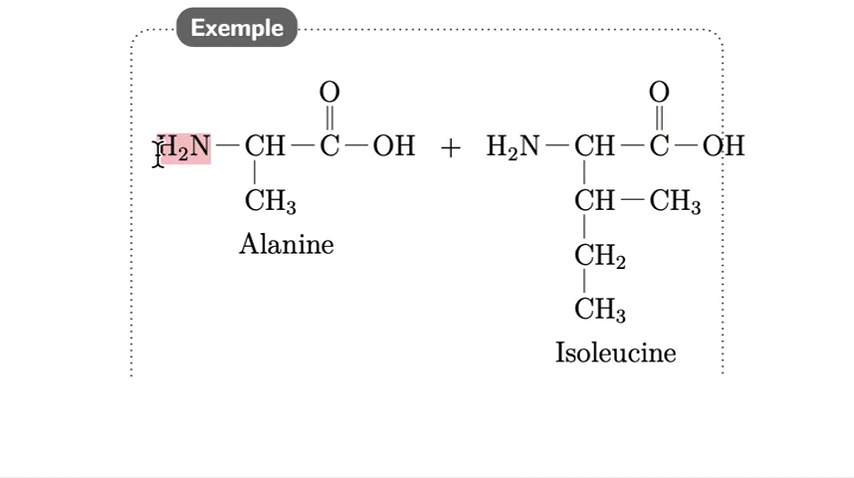 Exemple
O
O
H₂N — CH — C — OH + H₂N — CH — C — OH
CH₃
CH — CH₃
Alanine
CH₂
CH₃
Isoleucine